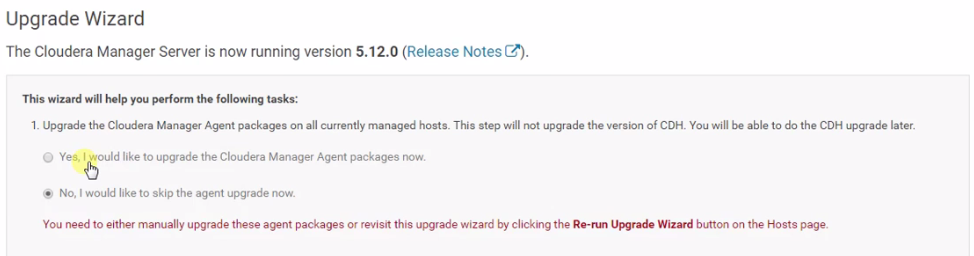 Upgrade Wizard
The Cloudera Manager Server is now running version 5.12.0 (Release Notes).
This wizard will help you perform the following tasks:
1. Upgrade the Cloudera Manager Agent packages on all currently managed hosts. This step will not upgrade the version of CDH. You will be able to do the CDH upgrade later.
Yes, I would like to upgrade the Cloudera Manager Agent packages now.
No, I would like to skip the agent upgrade now.
You need to either manually upgrade these agent packages or revisit this upgrade wizard by clicking the Re-run Upgrade Wizard button on the Hosts page.